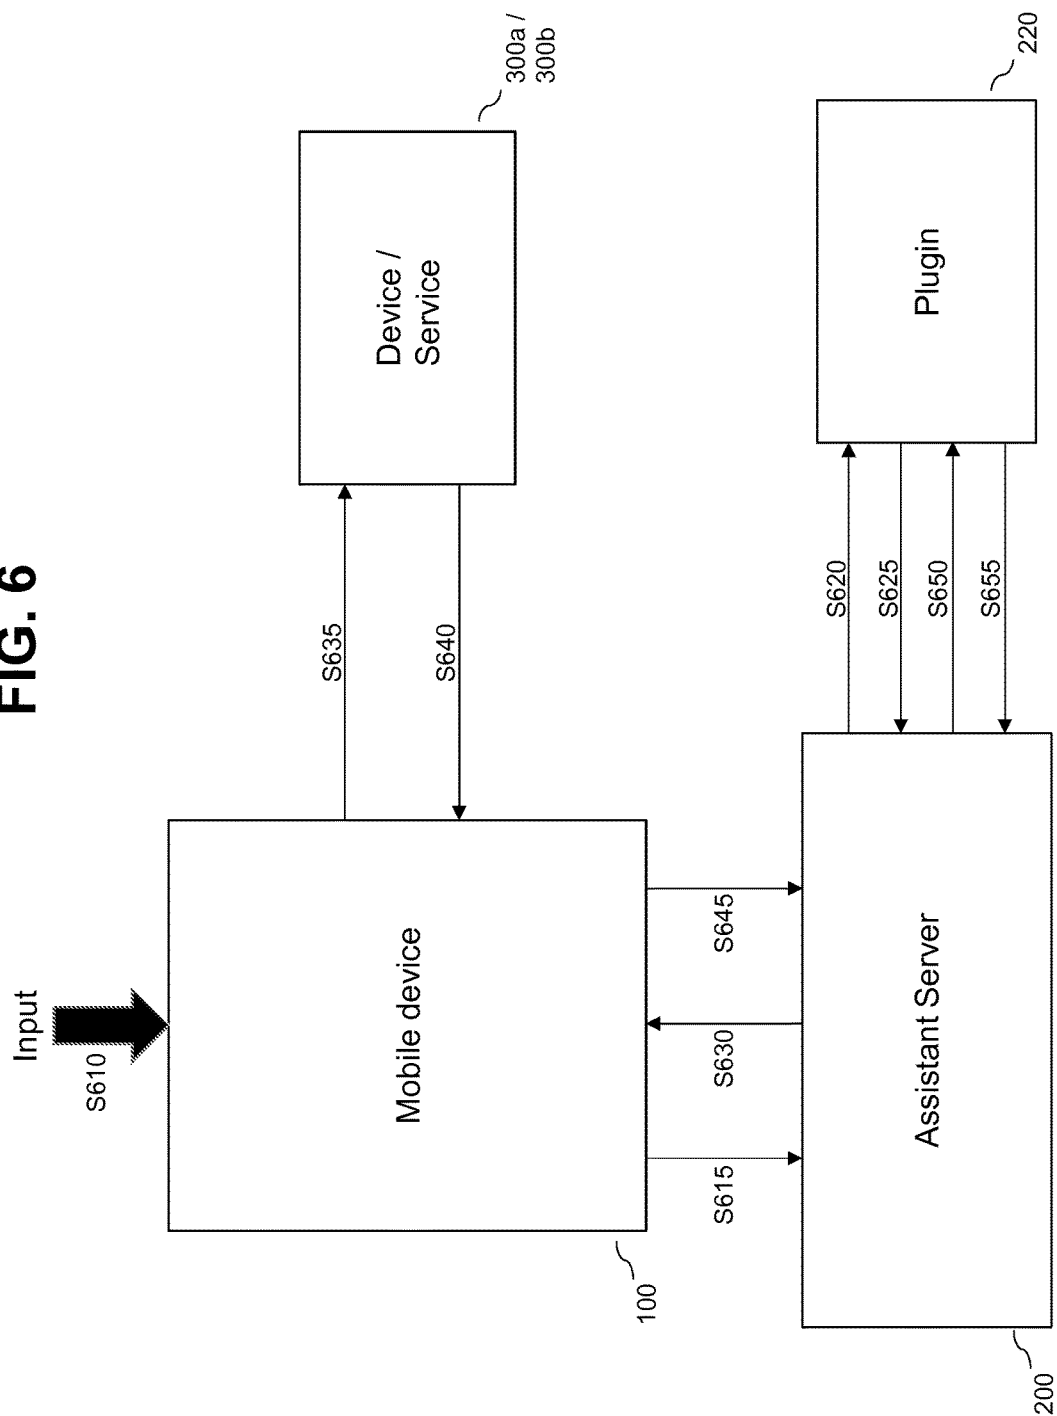 FIG. 6
Input
S610
Mobile device
100
S635
S640
Device /
Service
300a /
300b
S615
S630
S645
Assistant Server
200
S620
S625
S650
S655
Plugin
220